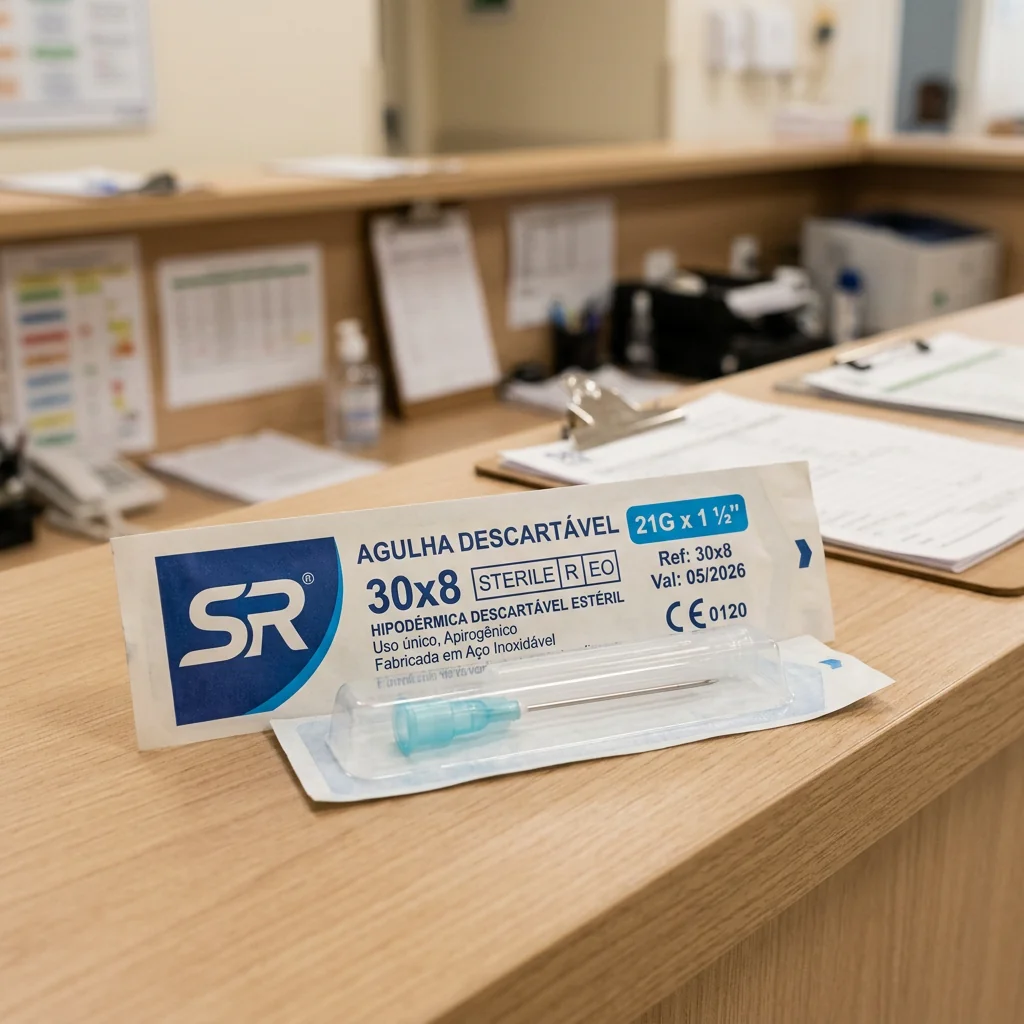 SR®
AGULHA DESCARTÁVEL
21G x 1 ½"
30x8
STERILE R EO
HIPODÉRMICA DESCARTÁVEL ESTÉRIL
Uso único, Apirogênico
Fabricada em Aço Inoxidável
Ref: 30x8
Val: 05/2026
CE 0120